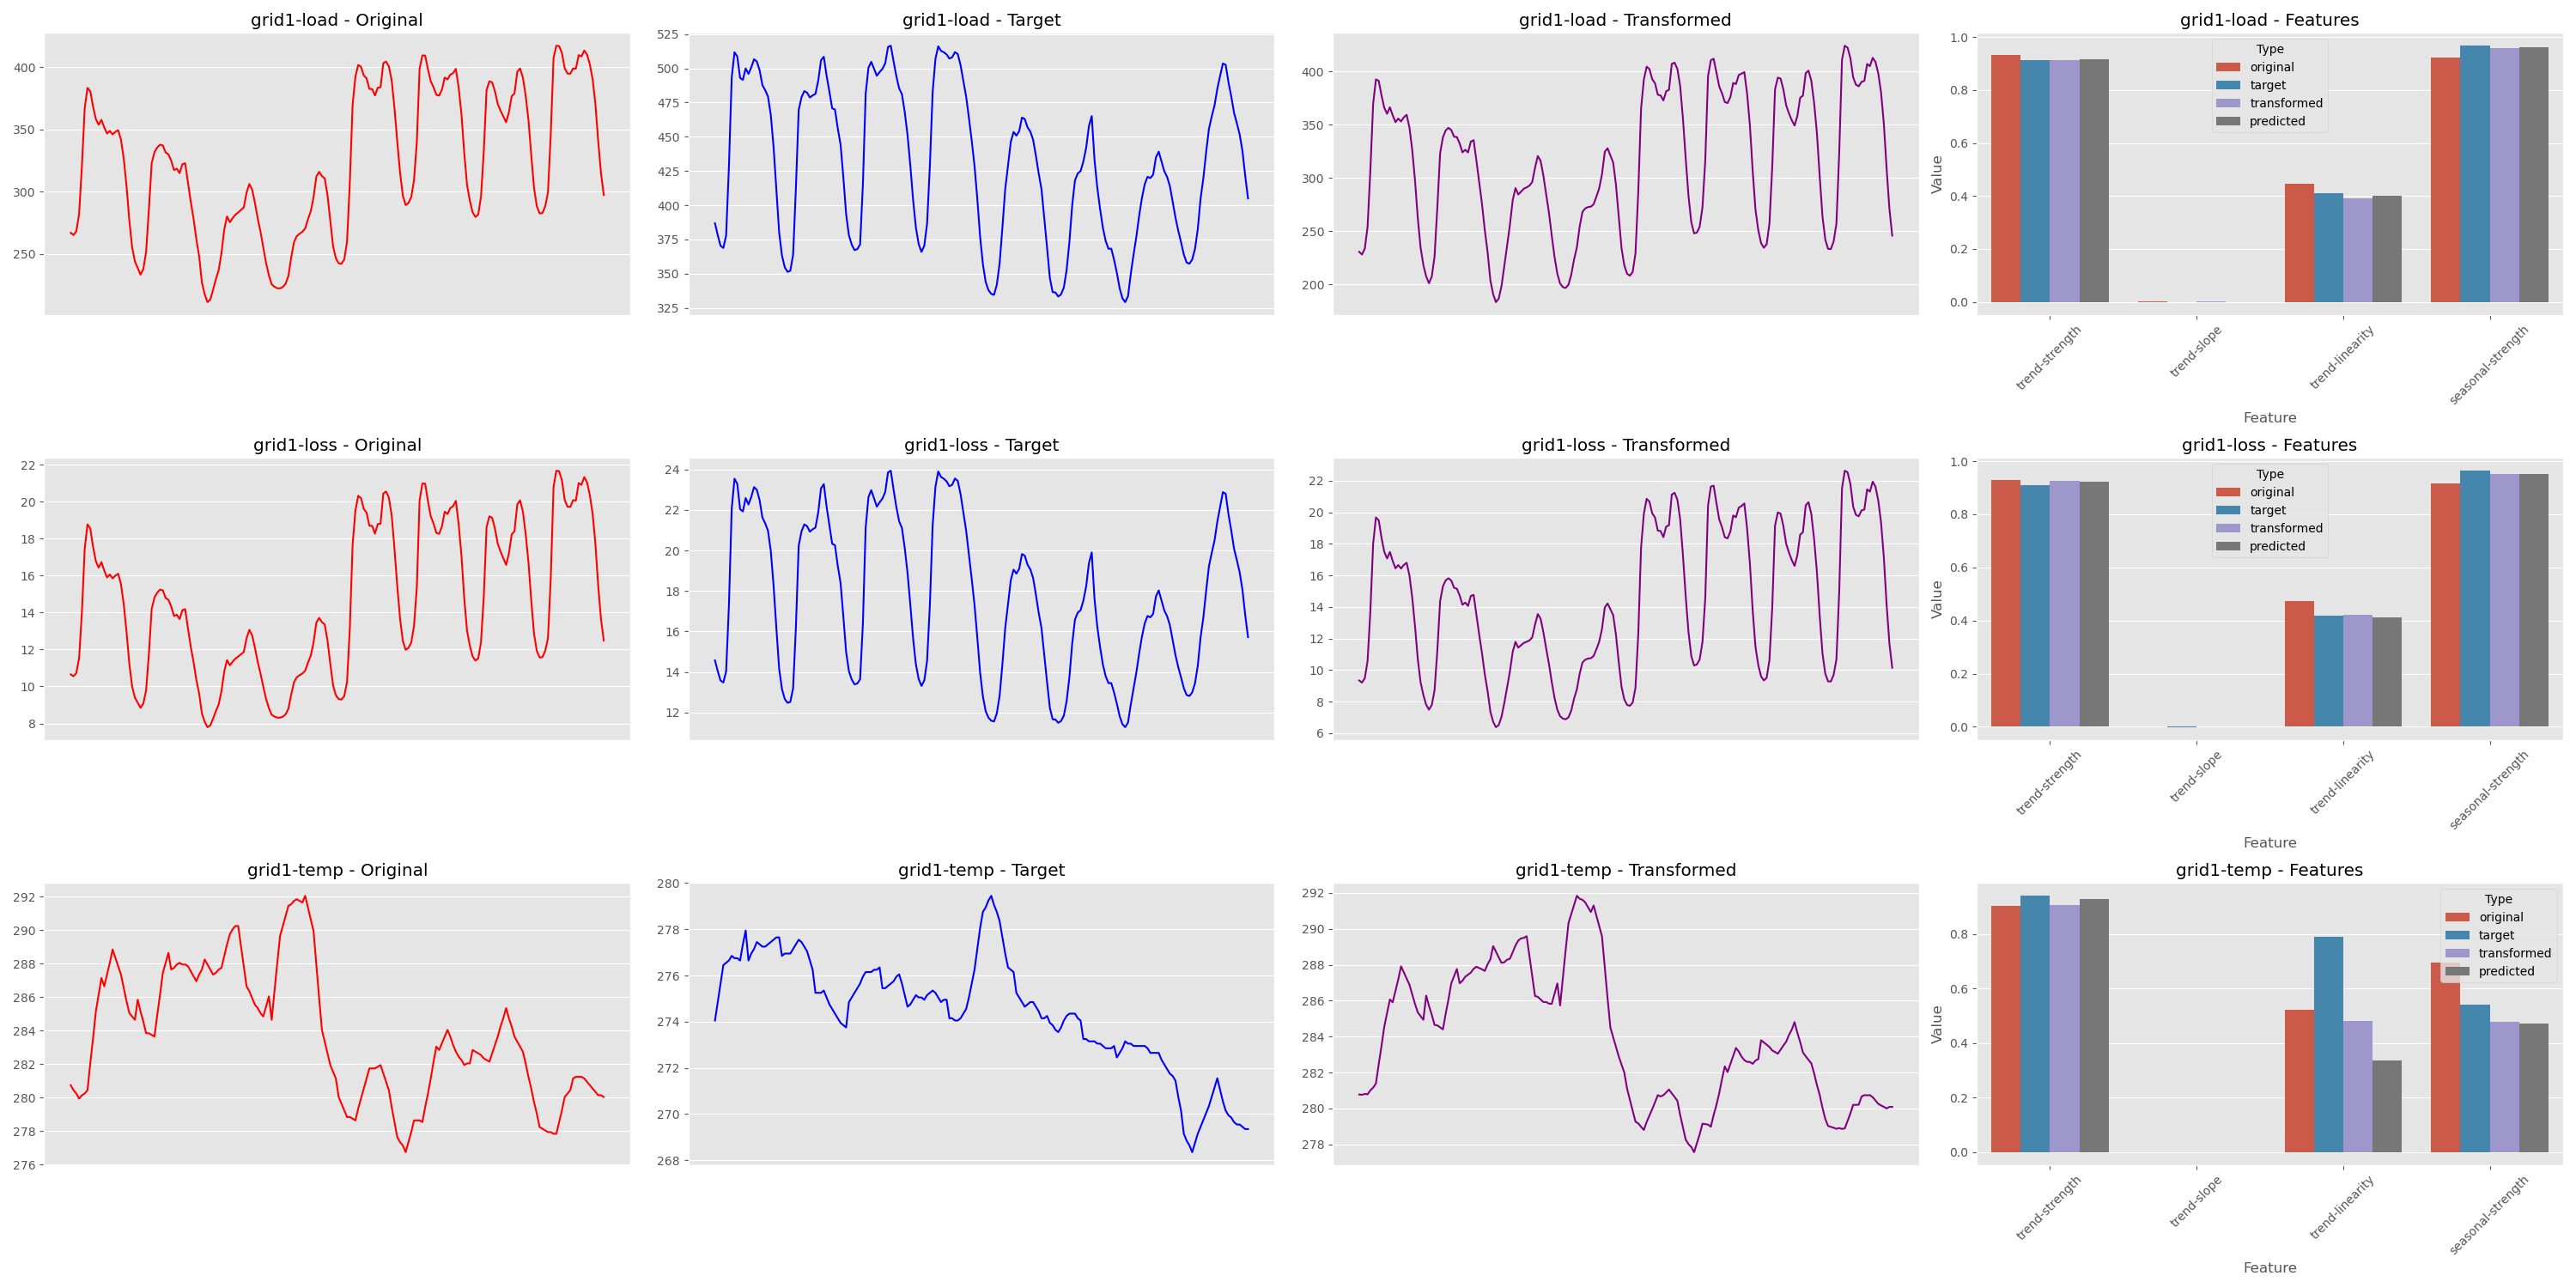 grid1-load - Original
400
350
300
250
grid1-load - Target
525
500
475
450
425
400
375
350
325
grid1-load - Transformed
400
350
300
250
200
grid1-load - Features
Value
1.0
0.8
0.6
0.4
0.2
0.0
Type
original
target
transformed
predicted
trend-strength
trend-slope
trend-linearity
seasonal-strength
Feature
grid1-loss - Original
22
20
18
16
14
12
10
8
grid1-loss - Target
24
22
20
18
16
14
12
grid1-loss - Transformed
22
20
18
16
14
12
10
8
6
grid1-loss - Features
Value
1.0
0.8
0.6
0.4
0.2
0.0
Type
original
target
transformed
predicted
trend-strength
trend-slope
trend-linearity
seasonal-strength
Feature
grid1-temp - Original
292
290
288
286
284
282
280
278
276
grid1-temp - Target
280
278
276
274
272
270
268
grid1-temp - Transformed
292
290
288
286
284
282
280
278
grid1-temp - Features
Value
0.8
0.6
0.4
0.2
0.0
Type
original
target
transformed
predicted
trend-strength
trend-slope
trend-linearity
seasonal-strength
Feature